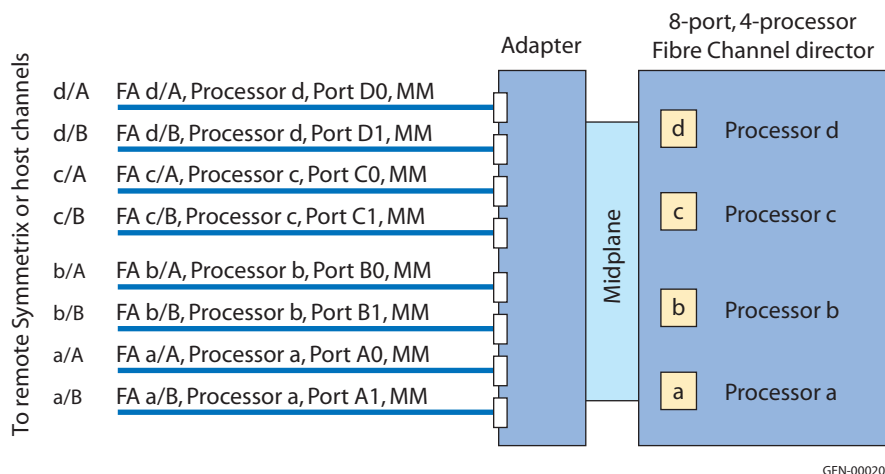 8-port, 4-processor
Fibre Channel director
Adapter
To remote Symmetrix or host channels
d/A FA d/A, Processor d, Port D0, MM
d/B FA d/B, Processor d, Port D1, MM
c/A FA c/A, Processor c, Port C0, MM
c/B FA c/B, Processor c, Port C1, MM
b/A FA b/A, Processor b, Port B0, MM
b/B FA b/B, Processor b, Port B1, MM
a/A FA a/A, Processor a, Port A0, MM
a/B FA a/B, Processor a, Port A1, MM
Midplane
d Processor d
c Processor c
b Processor b
a Processor a
GEN-00020